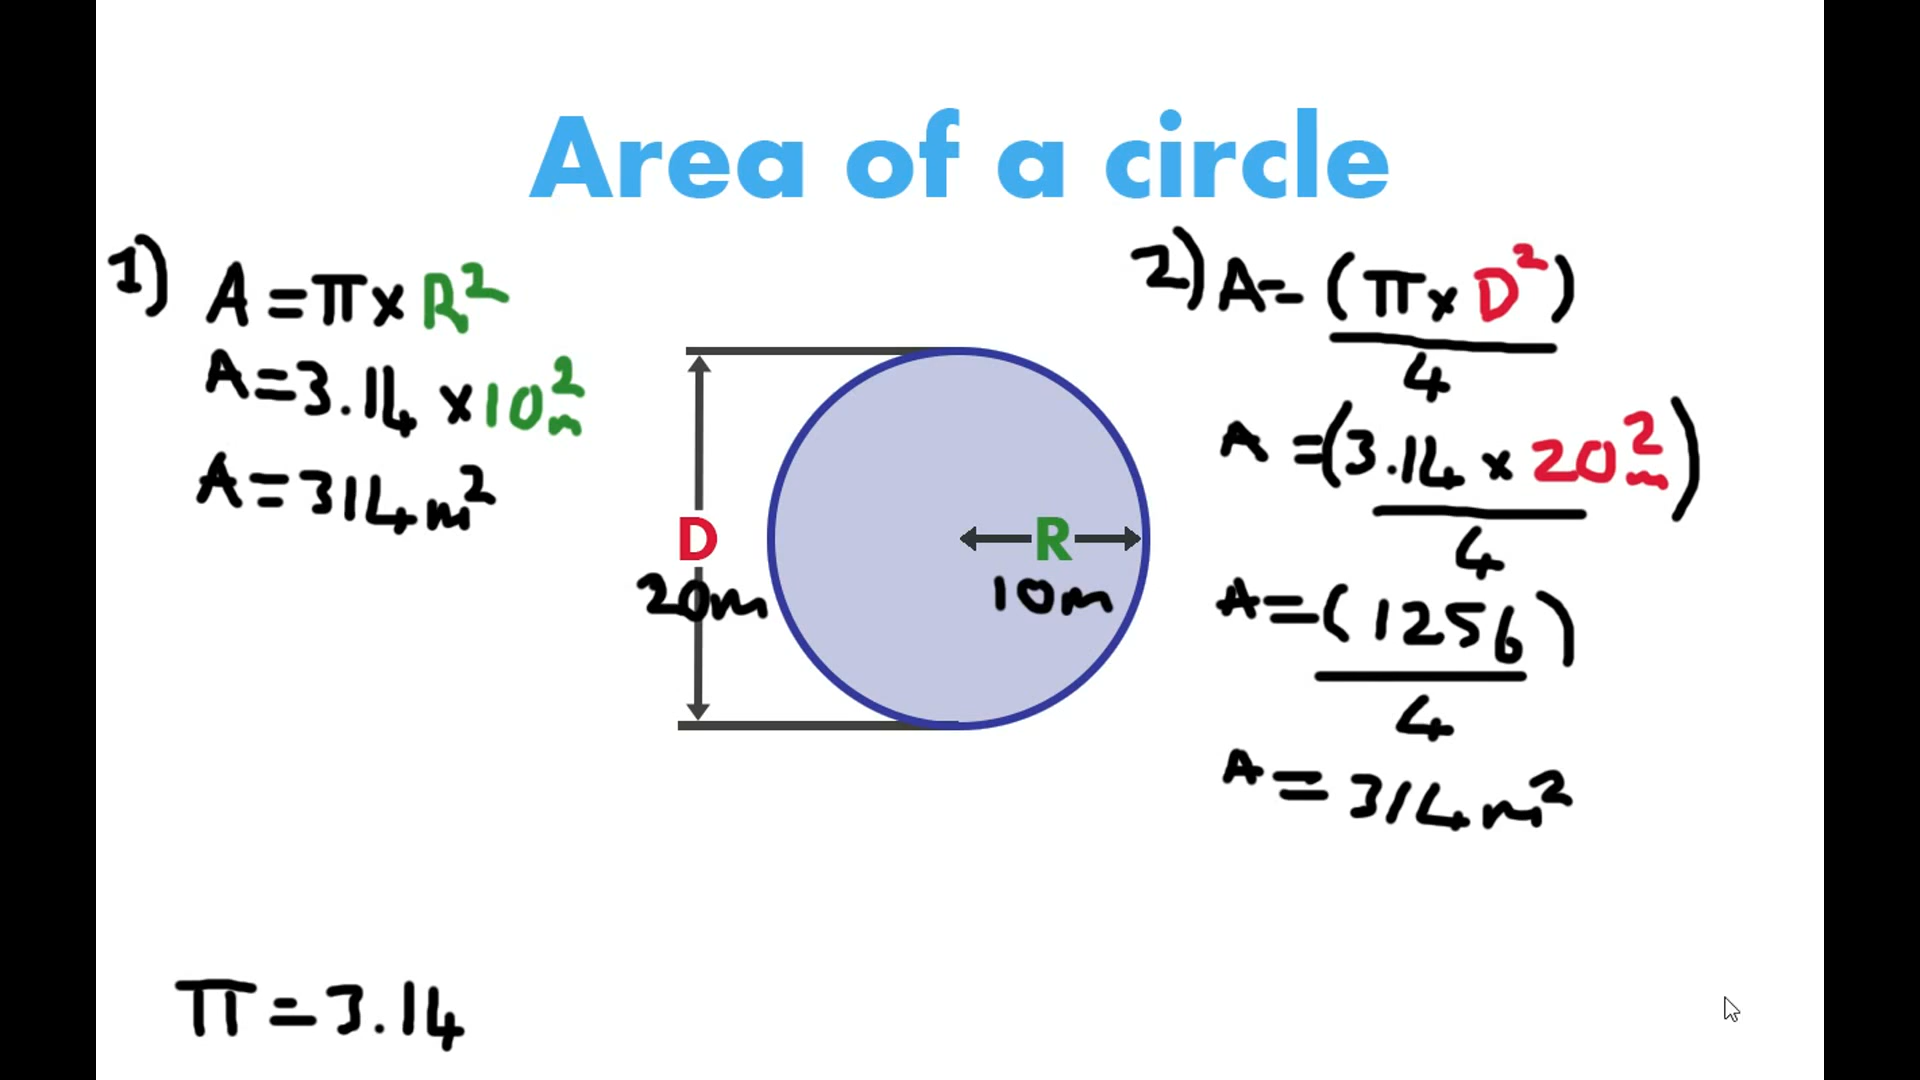 Area of a circle
1) A = π x R²
A = 3.14 x 10m²
A = 314m²
π = 3.14
D
20m
R
10m
2) A = (π x D²)
4
A = (3.14 x 20m²)
4
A = (1256)
4
A = 314m²